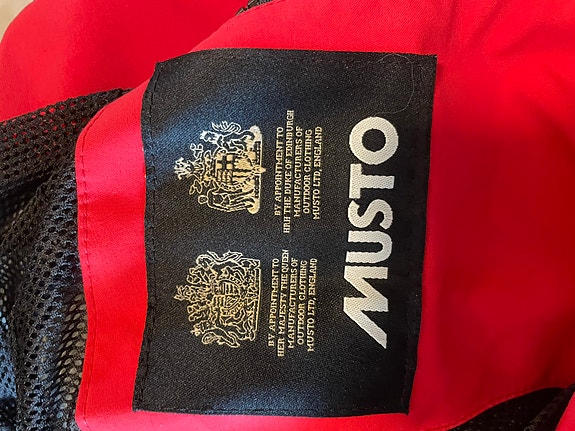 BY APPOINTMENT TO
HER MAJESTY THE QUEEN
MANUFACTURERS OF
OUTDOOR CLOTHING
MUSTO LTD, ENGLAND
BY APPOINTMENT TO
HRH THE DUKE OF EDINBURGH
MANUFACTURERS OF
OUTDOOR CLOTHING
MUSTO LTD, ENGLAND
MUSTO